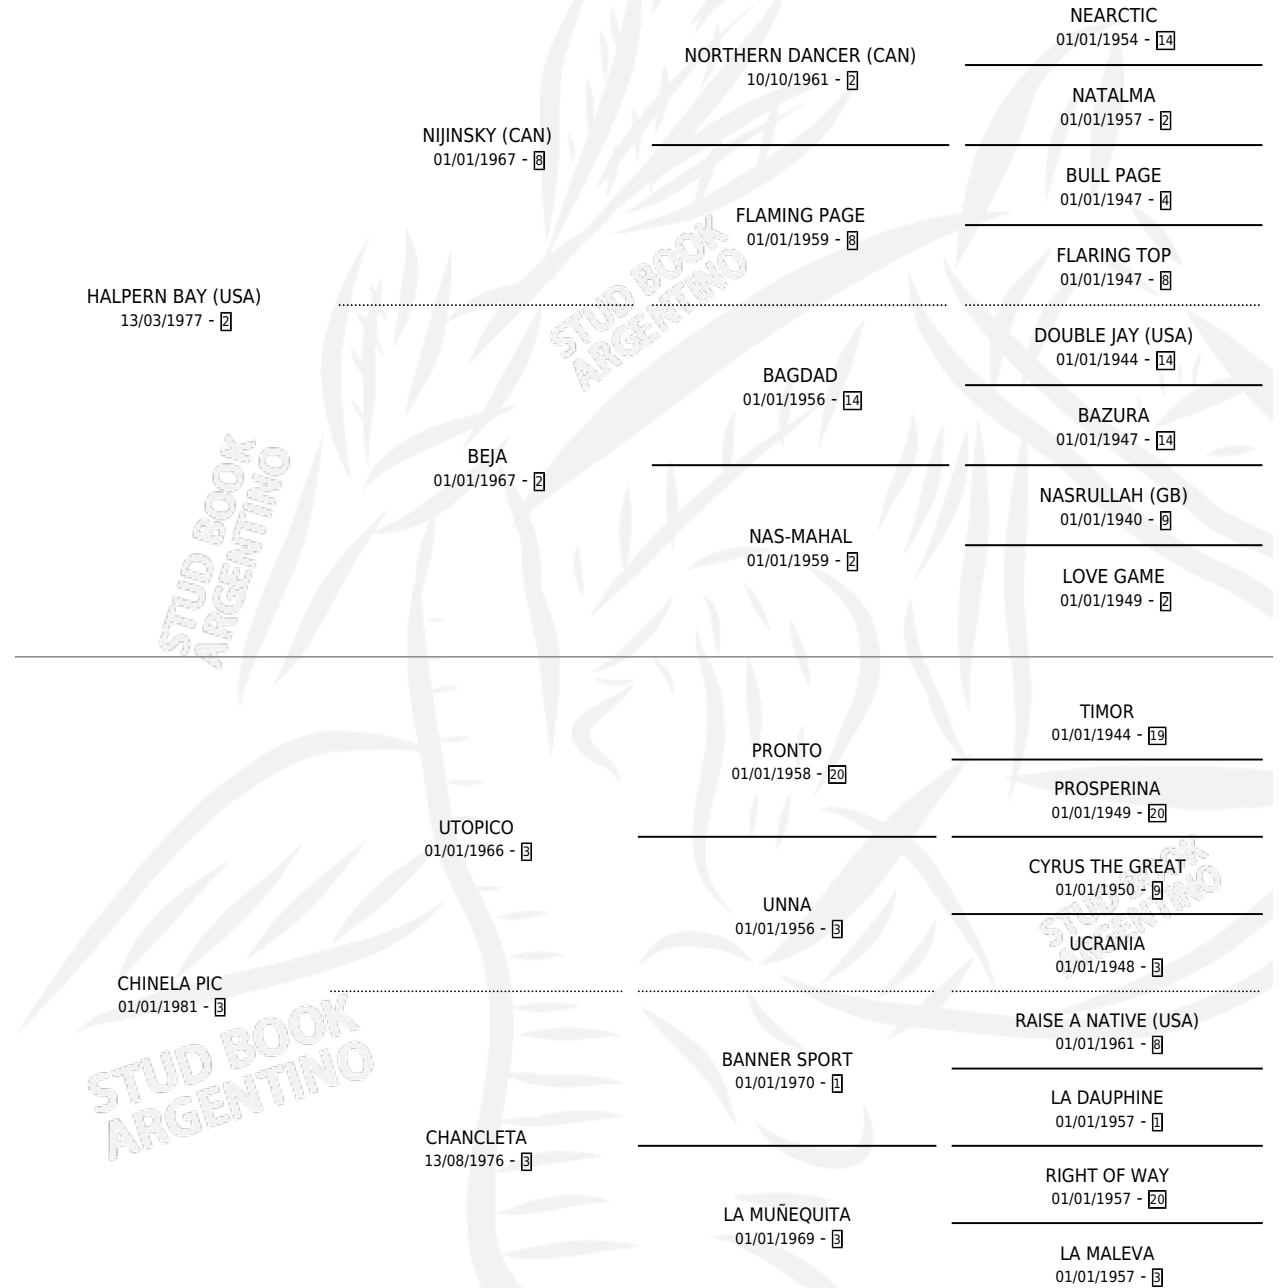 NEARCTIC
01/01/1954 - 14
NORTHERN DANCER (CAN)
10/10/1961 - 2
NATALMA
01/01/1957 - 2
NIJINSKY (CAN)
01/01/1967 - 8
BULL PAGE
01/01/1947 - 4
FLAMING PAGE
01/01/1959 - 8
FLARING TOP
01/01/1947 - 8
HALPERN BAY (USA)
13/03/1977 - 2
STUD BOOK
ARGENTINO
DOUBLE JAY (USA)
01/01/1944 - 14
BAGDAD
01/01/1956 - 14
BAZURA
01/01/1947 - 14
BEJA
01/01/1967 - 2
NASRULLAH (GB)
01/01/1940 - 9
NAS-MAHAL
01/01/1959 - 2
LOVE GAME
01/01/1949 - 2
STUD BOOK
ARGENTINO
TIMOR
01/01/1944 - 19
PRONTO
01/01/1958 - 20
PROSPERINA
01/01/1949 - 20
UTOPICO
01/01/1966 - 3
CYRUS THE GREAT
01/01/1950 - 9
UNNA
01/01/1956 - 3
STUD BOOK
ARGENTINO
UCRANIA
01/01/1948 - 3
CHINELA PIC
01/01/1981 - 3
RAISE A NATIVE (USA)
01/01/1961 - 8
BANNER SPORT
01/01/1970 - 1
LA DAUPHINE
01/01/1957 - 1
STUD BOOK
ARGENTINO
CHANCLETA
13/08/1976 - 3
RIGHT OF WAY
01/01/1957 - 20
LA MUÑEQUITA
01/01/1969 - 3
LA MALEVA
01/01/1957 - 3